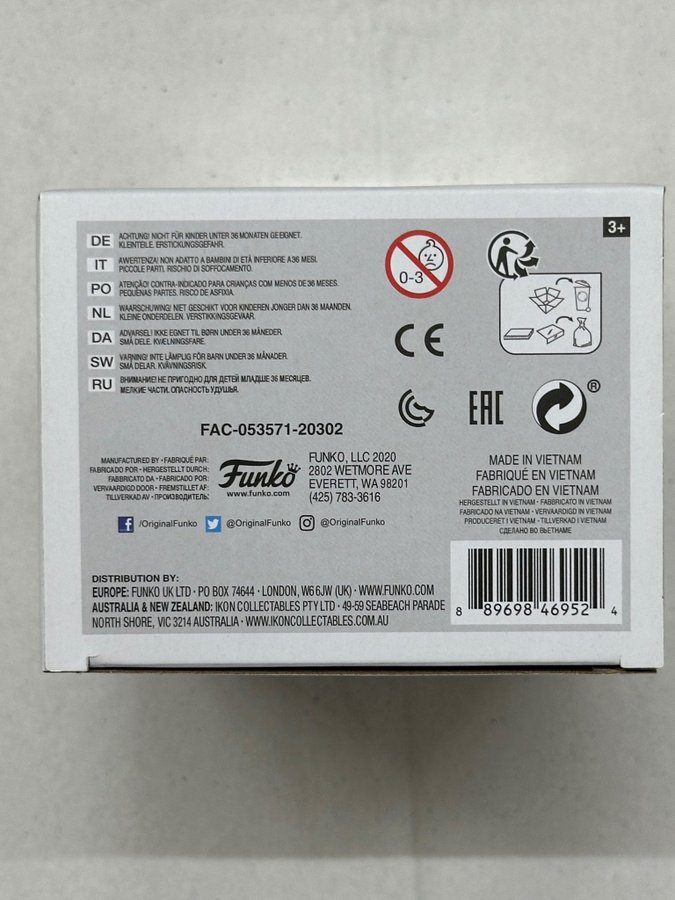 3+
DE ACHTUNG! NICHT FÜR KINDER UNTER 36 MONATEN GEEIGNET.
KLEINTEILE. ERSTICKUNGSGEFAHR.
IT AWERTENZA! NON ADATTO A BAMBINI DI ETÀ INFERIORE A36 MESI.
PICCOLE PARTI. RISCHIO DI SOFFOCAMENTO.
PO ATENÇÃO! CONTRA-INDICADO PARA CRIANÇAS COM MENOS DE 36 MESES.
PEQUENAS PARTES. RISCO DE ASFIXIA.
NL WAARSCHUWING! NIET GESCHIKT VOOR KINDEREN JONGER DAN 36 MAANDEN.
KLEINE ONDERDELEN. VERSTIKKINGSGEVAAR.
DA ADVARSEL! IKKE EGNET TIL BØRN UNDER 36 MÅNEDER.
SMÅ DELE. KVÆLNINGSFARE.
SW VARNING! INTE LÄMPLIG FÖR BARN UNDER 36 MÅNADER.
SMÅ DELAR. KVÄVNINGSRISK.
RU ВНИМАНИЕ! НЕ ПРИГОДНО ДЛЯ ДЕТЕЙ МЛАДШЕ 36 МЕСЯЦЕВ.
МЕЛКИЕ ЧАСТИ. ОПАСНОСТЬ УДУШЬЯ.
0-3
CE
EAC
®
FAC-053571-20302
MANUFACTURED BY • FABRIQUÉ PAR:
FABRICADO POR • HERGESTELLT DURCH:
FABBRICATO DA • FABRICADO POR:
VERVAARDIGD DOOR • FREMSTILLET AF:
TILLVERKAD AV • ПРОИЗВОДИТЕЛЬ:
Funko
www.funko.com
FUNKO, LLC 2020
2802 WETMORE AVE
EVERETT, WA 98201
(425) 783-3616
/OriginalFunko @OriginalFunko @OriginalFunko
MADE IN VIETNAM
FABRIQUÉ EN VIETNAM
FABRICADO EN VIETNAM
HERGESTELLT IN VIETNAM • FABBRICATO IN VIETNAM
FABRICADO NA VIETNAM • VERVAARDIGD IN VIETNAM
PRODUCERET I VIETNAM • TILLVERKAD I VIETNAM
СДЕЛАНО ВО ВЬЕТНАМЕ
DISTRIBUTION BY:
EUROPE: FUNKO UK LTD • PO BOX 74644 • LONDON, W6 6JW (UK) • WWW.FUNKO.COM
AUSTRALIA & NEW ZEALAND: IKON COLLECTABLES PTY LTD • 49-59 SEABEACH PARADE
NORTH SHORE, VIC 3214 AUSTRALIA • WWW.IKONCOLLECTABLES.COM.AU
8 89698 46952 4